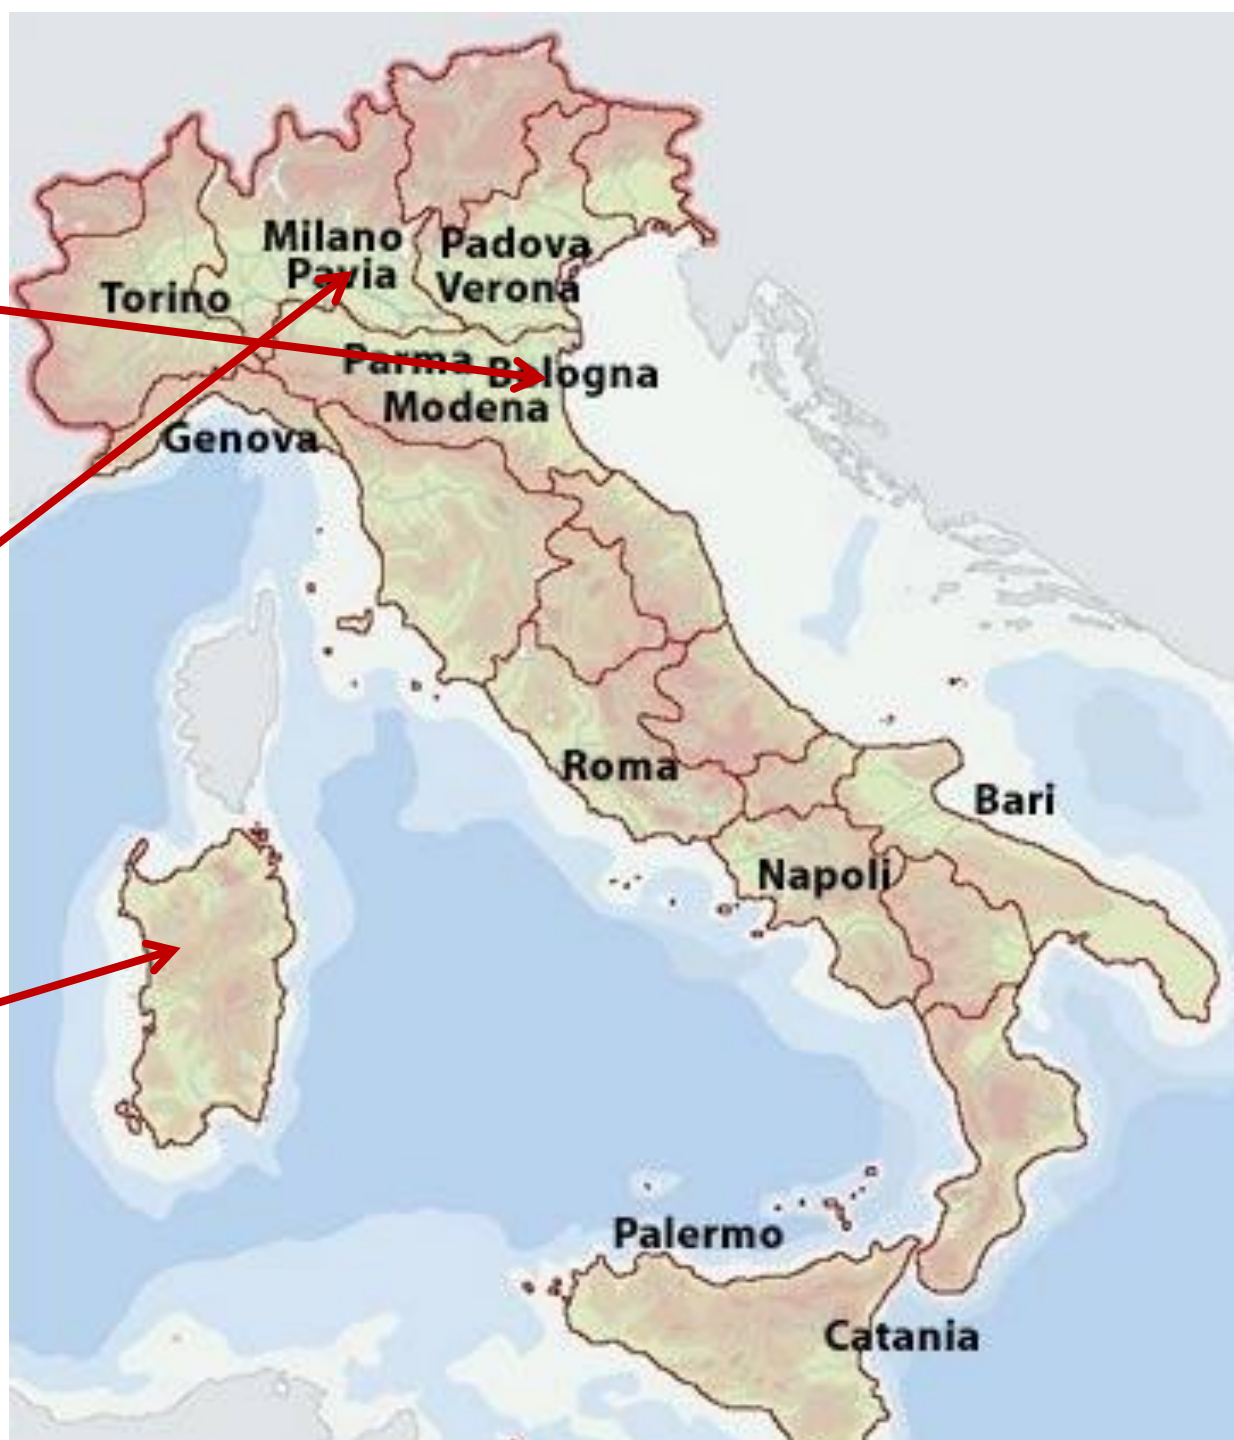 Milano Padova
Pavia Verona
Torino
Parma Bologna
Modena
Genova
Roma
Bari
Napoli
Palermo
Catania